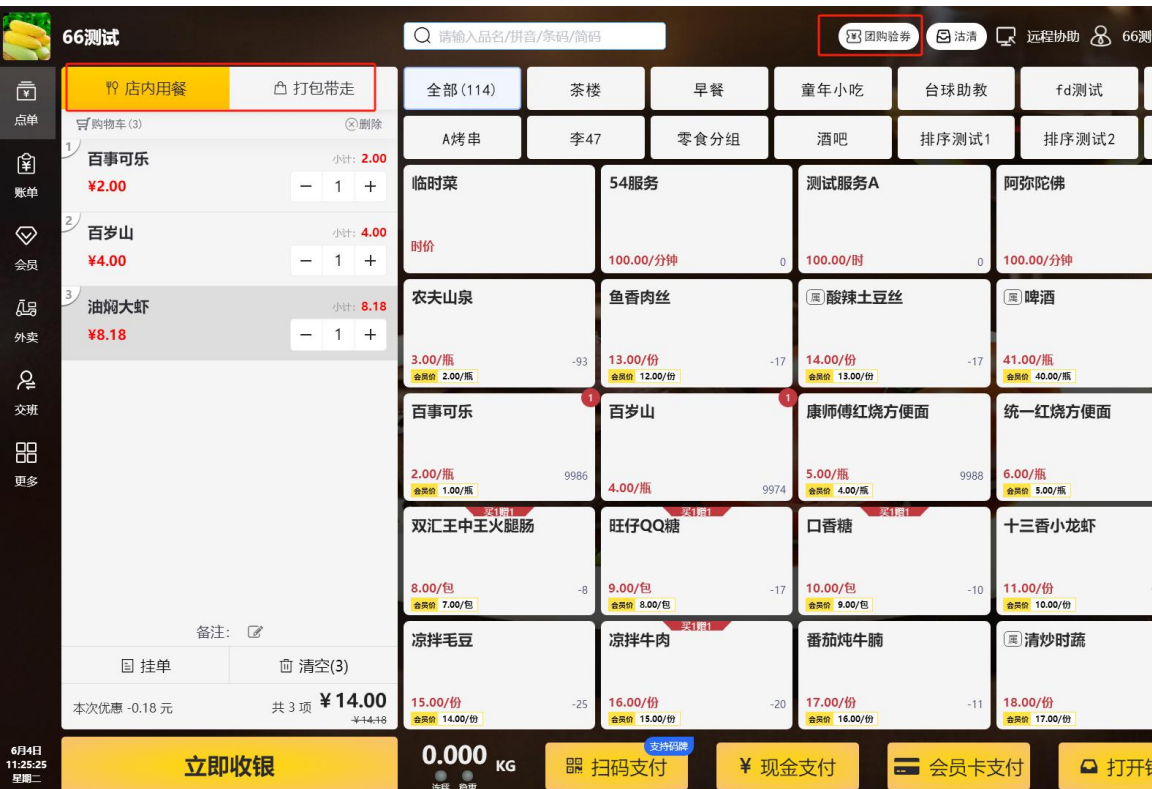 66测试
请输入品名/拼音/条码/简码
团购验券
沽清
远程协助
66测
点单
账单
会员
外卖
交班
更多
6月4日
11:25:25
星期二
店内用餐
打包带走
购物车(3)
删除
1
百事可乐
小计: 2.00
¥2.00
− 1 +
2
百岁山
小计: 4.00
¥4.00
− 1 +
3
油焖大虾
小计: 8.18
¥8.18
− 1 +
备注:
挂单
清空(3)
本次优惠 -0.18 元
共 3 项 ¥14.00
¥14.18
立即收银
全部(114) 茶楼 早餐 童年小吃 台球助教 fd测试
A烤串 李47 零食分组 酒吧 排序测试1 排序测试2
临时菜
时价
54服务
100.00/分钟 0
测试服务A
100.00/时 0
阿弥陀佛
100.00/分钟
农夫山泉
3.00/瓶 -93
会员价 2.00/瓶
鱼香肉丝
13.00/份 -17
会员价 12.00/份
属 酸辣土豆丝
14.00/份 -17
会员价 13.00/份
属 啤酒
41.00/瓶
会员价 40.00/瓶
百事可乐 1
2.00/瓶 9986
会员价 1.00/瓶
百岁山 1
4.00/瓶 9974
康师傅红烧方便面
5.00/瓶 9988
会员价 4.00/瓶
统一红烧方便面
6.00/瓶
会员价 5.00/瓶
买1赠1
双汇王中王火腿肠
8.00/包 -8
会员价 7.00/包
买1赠1
旺仔QQ糖
9.00/包 -17
会员价 8.00/包
买1赠1
口香糖
10.00/包 -10
会员价 9.00/包
十三香小龙虾
11.00/份
会员价 10.00/份
凉拌毛豆
15.00/份 -25
会员价 14.00/份
买1赠1
凉拌牛肉
16.00/份 -20
会员价 15.00/份
番茄炖牛腩
17.00/份 -11
会员价 16.00/份
属 清炒时蔬
18.00/份
会员价 17.00/份
0.000 KG
支持码牌
扫码支付
¥ 现金支付
会员卡支付
打开